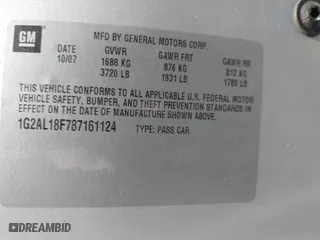 GM
MFD BY GENERAL MOTORS CORP.
DATE GVWR GAWR FRT GAWR RR
10/07 1688 KG 876 KG 812 KG
3720 LB 1931 LB 1789 LB
THIS VEHICLE CONFORMS TO ALL APPLICABLE U.S. FEDERAL MOTOR
VEHICLE SAFETY, BUMPER, AND THEFT PREVENTION STANDARDS IN
EFFECT ON THE DATE OF MANUFACTURE SHOWN ABOVE.
1G2AL18F787161124 TYPE: PASS CAR
DREAMBID